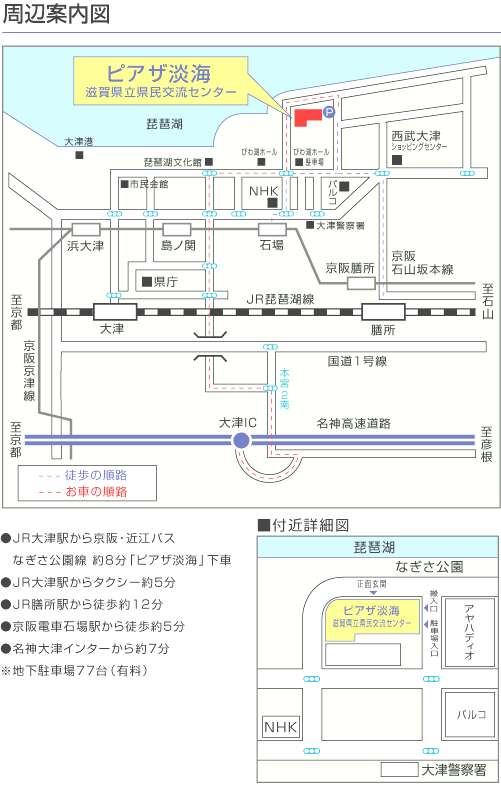 周辺案内図
ピアザ淡海
滋賀県立県民交流センター
琵琶湖
大津港
西武大津
ショッピングセンター
琵琶湖文化館
びわ湖ホール
びわ湖ホール
駐車場
P
市民会館
NHK
パルコ
大津警察署
浜大津
島ノ関
石場
京阪膳所
京阪
石山坂本線
県庁
JR琵琶湖線
至京都
至石山
大津
膳所
国道1号線
京阪京津線
本宮2南
大津IC
名神高速道路
至京都
至彦根
徒歩の順路
お車の順路
●JR大津駅から京阪・近江バス
なぎさ公園線 約8分「ピアザ淡海」下車
●JR大津駅からタクシー約5分
●JR膳所駅から徒歩約12分
●京阪電車石場駅から徒歩約5分
●名神大津インターから約7分
※地下駐車場77台(有料)
■付近詳細図
琵琶湖
なぎさ公園
正面玄関
搬入口
ピアザ淡海
滋賀県立県民交流センター
駐車場入口
アヤハディオ
NHK
パルコ
大津警察署